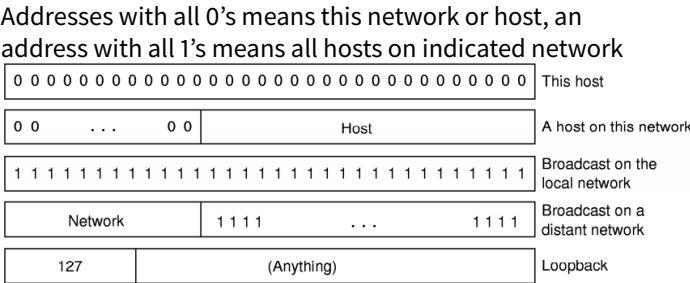 Addresses with all 0’s means this network or host, an
address with all 1’s means all hosts on indicated network
0 0 0 0 0 0 0 0 0 0 0 0 0 0 0 0 0 0 0 0 0 0 0 0 0 0 0 0 0 0 0 0 This host
0 0 ... 0 0 Host A host on this network
1 1 1 1 1 1 1 1 1 1 1 1 1 1 1 1 1 1 1 1 1 1 1 1 1 1 1 1 1 1 1 1 Broadcast on the
local network
Network 1 1 1 1 ... 1 1 1 1 Broadcast on a
distant network
127 (Anything) Loopback